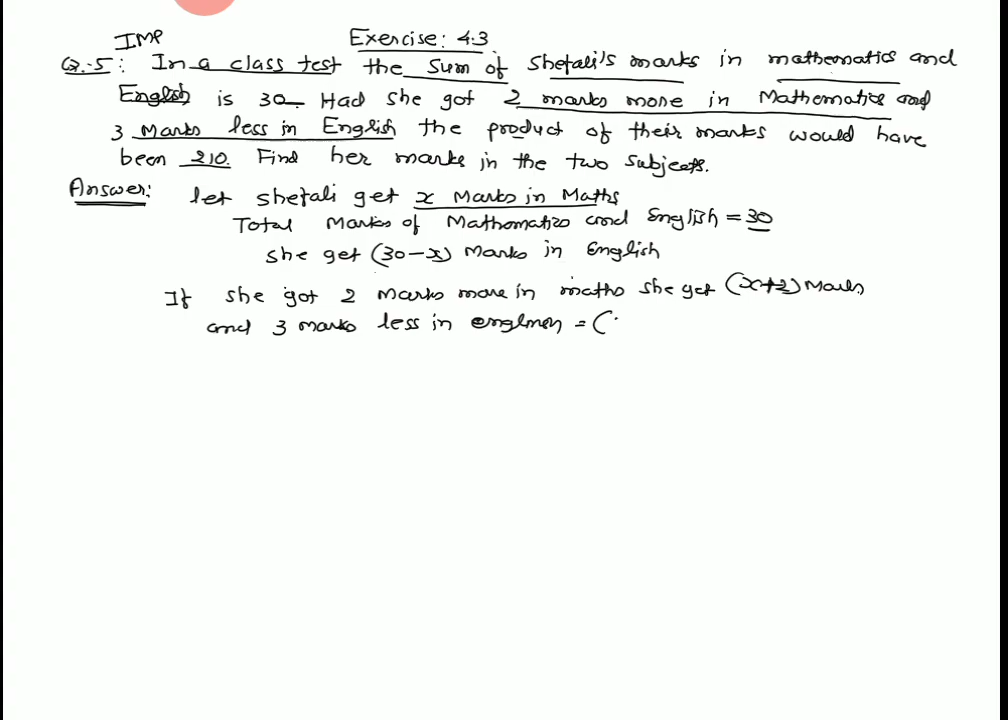 IMP
Exercise: 4.3
Q.5: In a class test the sum of Shefali's marks in mathematics and
English is 30 Had she got 2 marks more in Mathematics and
3 Marks less in English the product of their marks would have
been 210. Find her marks in the two subjects.
Answer: let shefali get x Marks in Maths
Total Marks of Mathematics and English = 30
she get (30-x) Marks in English
If she got 2 Marks more in maths she get (x+2) Marks
and 3 marks less in = (